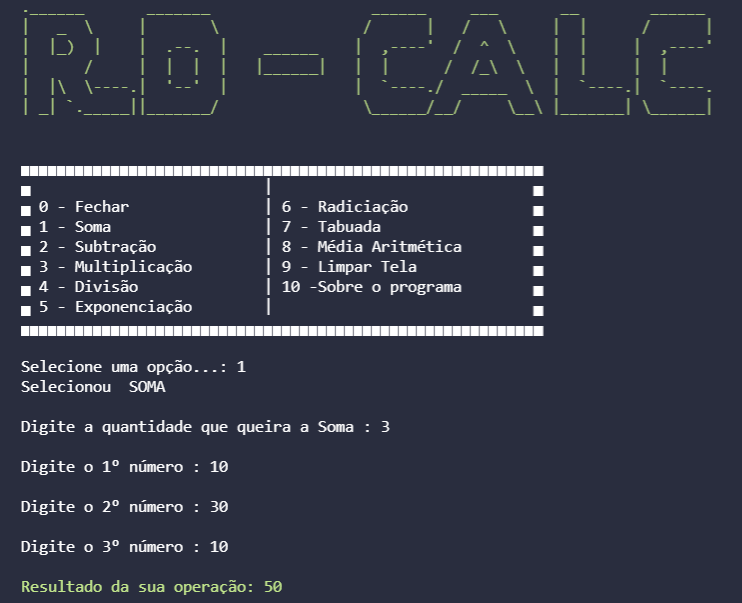 RD - CALC
0 - Fechar | 6 - Radiciação
1 - Soma | 7 - Tabuada
2 - Subtração | 8 - Média Aritmética
3 - Multiplicação | 9 - Limpar Tela
4 - Divisão | 10 -Sobre o programa
5 - Exponenciação |
Selecione uma opção...: 1
Selecionou  SOMA
Digite a quantidade que queira a Soma : 3
Digite o 1º número : 10
Digite o 2º número : 30
Digite o 3º número : 10
Resultado da sua operação: 50